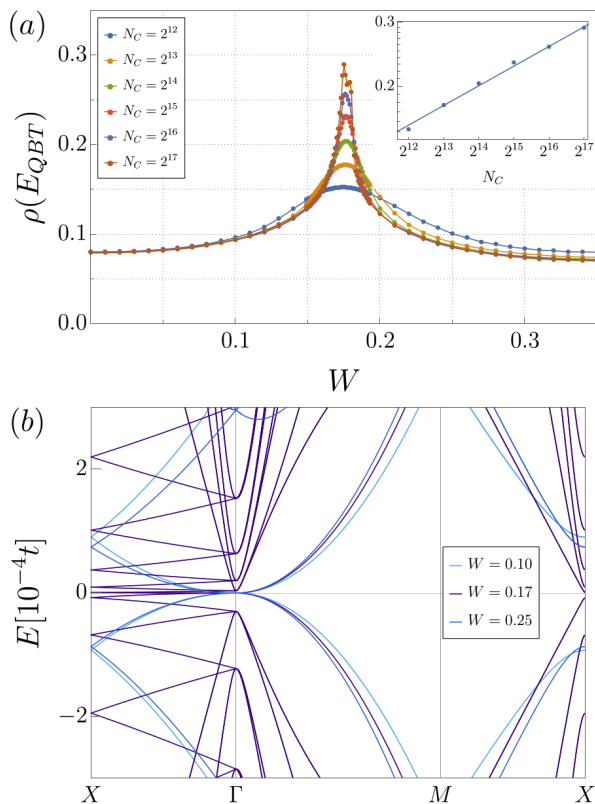 (a)
0.3
0.2
0.1
0.0
ρ(E_QBT)
N_C = 2^12
N_C = 2^13
N_C = 2^14
N_C = 2^15
N_C = 2^16
N_C = 2^17
0.3
0.2
2^12 2^13 2^14 2^15 2^16 2^17
N_C
0.1 0.2 0.3
W
(b)
2
0
−2
E[10^−4 t]
W = 0.10
W = 0.17
W = 0.25
X Γ M X